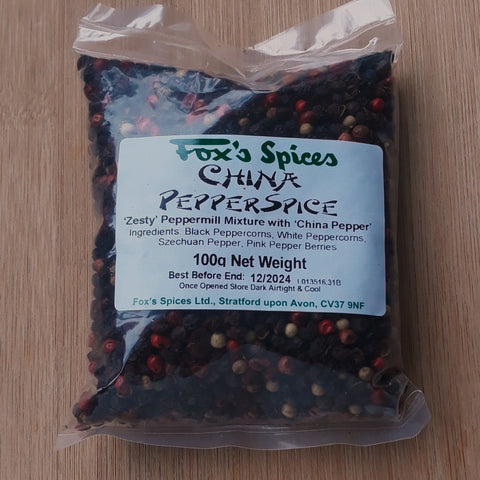 Fox's Spices
CHINA
PEPPERSPICE
'Zesty' Peppermill Mixture with 'China Pepper'
Ingredients: Black Peppercorns, White Peppercorns,
Szechuan Pepper, Pink Pepper Berries
100g Net Weight
Best Before End: 12/2024 L013516.31B
Once Opened Store Dark Airtight & Cool
Fox's Spices Ltd., Stratford upon Avon, CV37 9NF